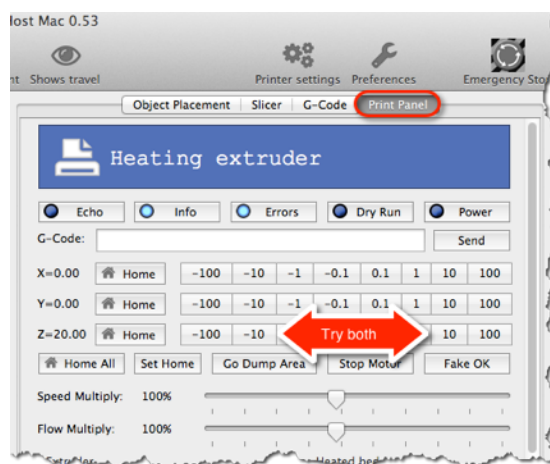 lost Mac 0.53
nt Shows travel Printer settings Preferences Emergency Sto
Object Placement Slicer G-Code Print Panel
Heating extruder
Echo Info Errors Dry Run Power
G-Code: Send
X=0.00 Home -100 -10 -1 -0.1 0.1 1 10 100
Y=0.00 Home -100 -10 -1 -0.1 0.1 1 10 100
Z=20.00 Home -100 -10 Try both 10 100
Home All Set Home Go Dump Area Stop Motor Fake OK
Speed Multiply: 100%
Flow Multiply: 100%
Extruder Heated bed